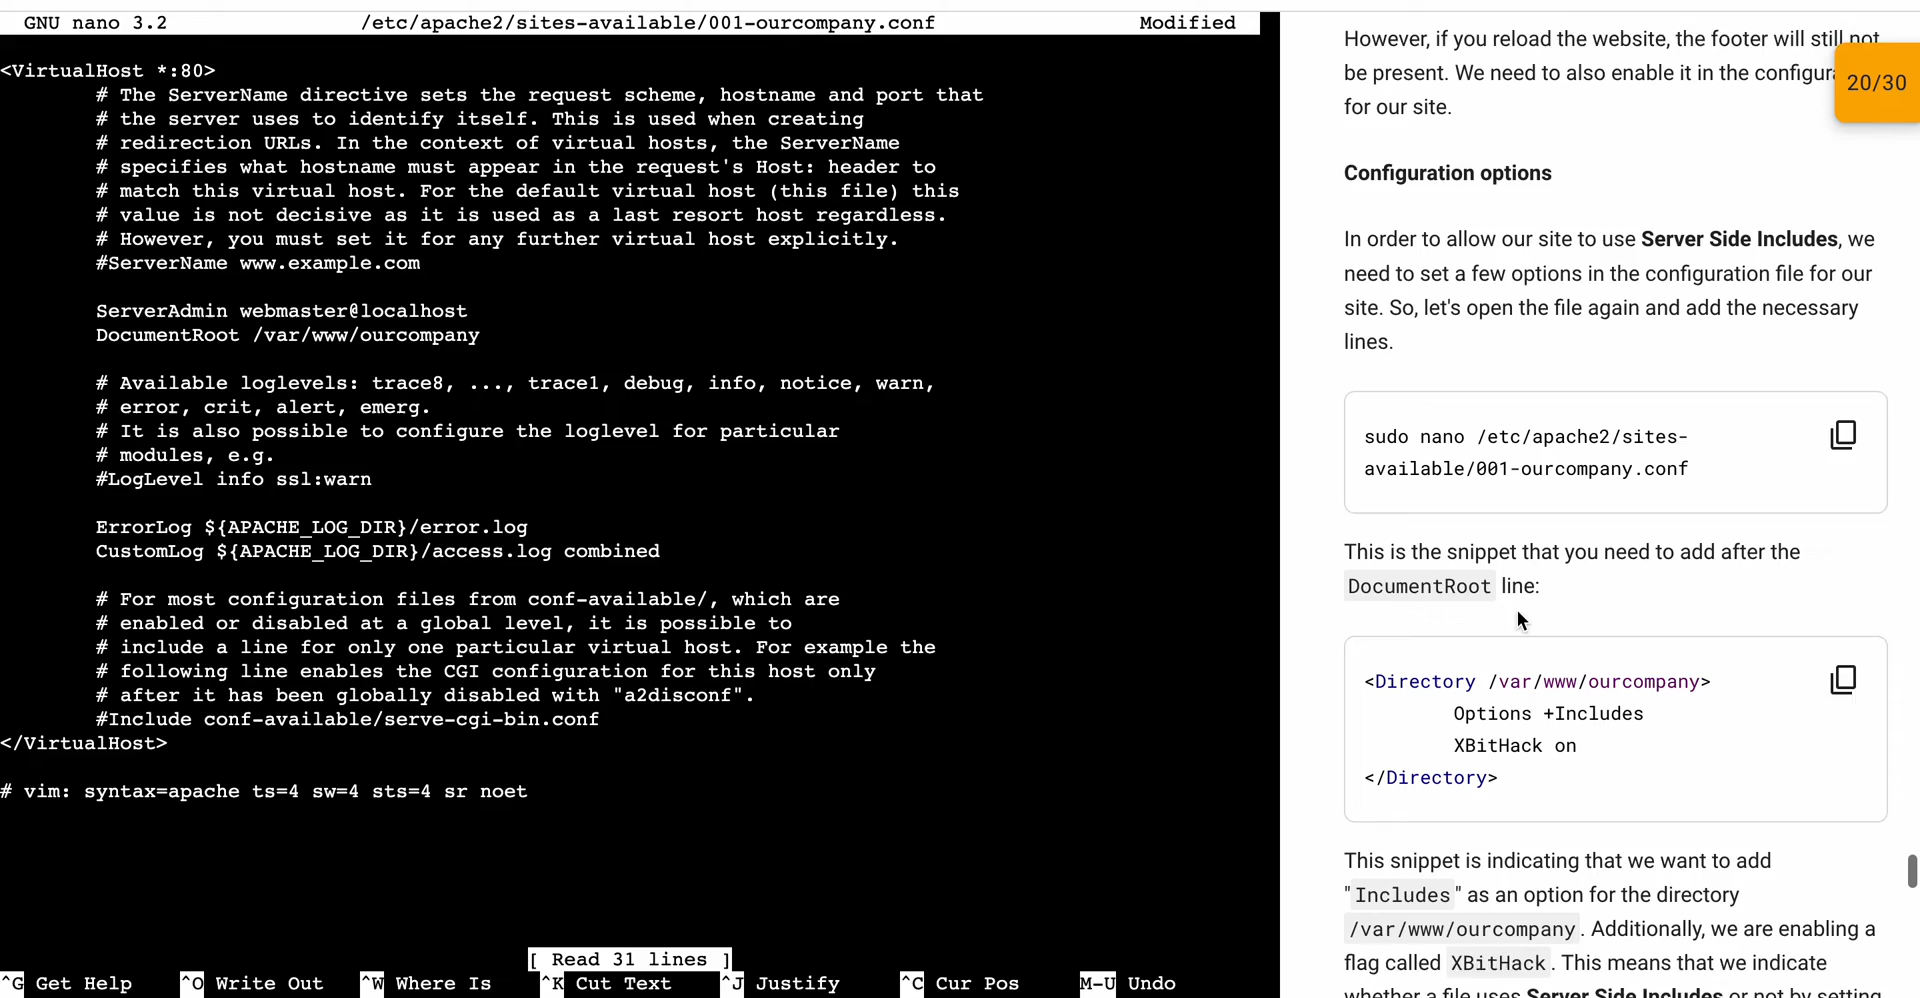 GNU nano 3.2 /etc/apache2/sites-available/001-ourcompany.conf Modified
<VirtualHost *:80>
# The ServerName directive sets the request scheme, hostname and port that
# the server uses to identify itself. This is used when creating
# redirection URLs. In the context of virtual hosts, the ServerName
# specifies what hostname must appear in the request's Host: header to
# match this virtual host. For the default virtual host (this file) this
# value is not decisive as it is used as a last resort host regardless.
# However, you must set it for any further virtual host explicitly.
#ServerName www.example.com
ServerAdmin webmaster@localhost
DocumentRoot /var/www/ourcompany
# Available loglevels: trace8, ..., trace1, debug, info, notice, warn,
# error, crit, alert, emerg.
# It is also possible to configure the loglevel for particular
# modules, e.g.
#LogLevel info ssl:warn
ErrorLog ${APACHE_LOG_DIR}/error.log
CustomLog ${APACHE_LOG_DIR}/access.log combined
# For most configuration files from conf-available/, which are
# enabled or disabled at a global level, it is possible to
# include a line for only one particular virtual host. For example the
# following line enables the CGI configuration for this host only
# after it has been globally disabled with "a2disconf".
#Include conf-available/serve-cgi-bin.conf
</VirtualHost>
# vim: syntax=apache ts=4 sw=4 sts=4 sr noet
[ Read 31 lines ]
^G Get Help ^O Write Out ^W Where Is ^K Cut Text ^J Justify ^C Cur Pos M-U Undo
However, if you reload the website, the footer will still not
be present. We need to also enable it in the
for our site.
20/30
Configuration options
In order to allow our site to use Server Side Includes, we
need to set a few options in the configuration file for our
site. So, let's open the file again and add the necessary
lines.
sudo nano /etc/apache2/sites-
available/001-ourcompany.conf
This is the snippet that you need to add after the
DocumentRoot line:
<Directory /var/www/ourcompany>
Options +Includes
XBitHack on
</Directory>
This snippet is indicating that we want to add
"Includes" as an option for the directory
/var/www/ourcompany. Additionally, we are enabling a
flag called XBitHack. This means that we indicate
whether a file uses Server Side Includes or not by setting